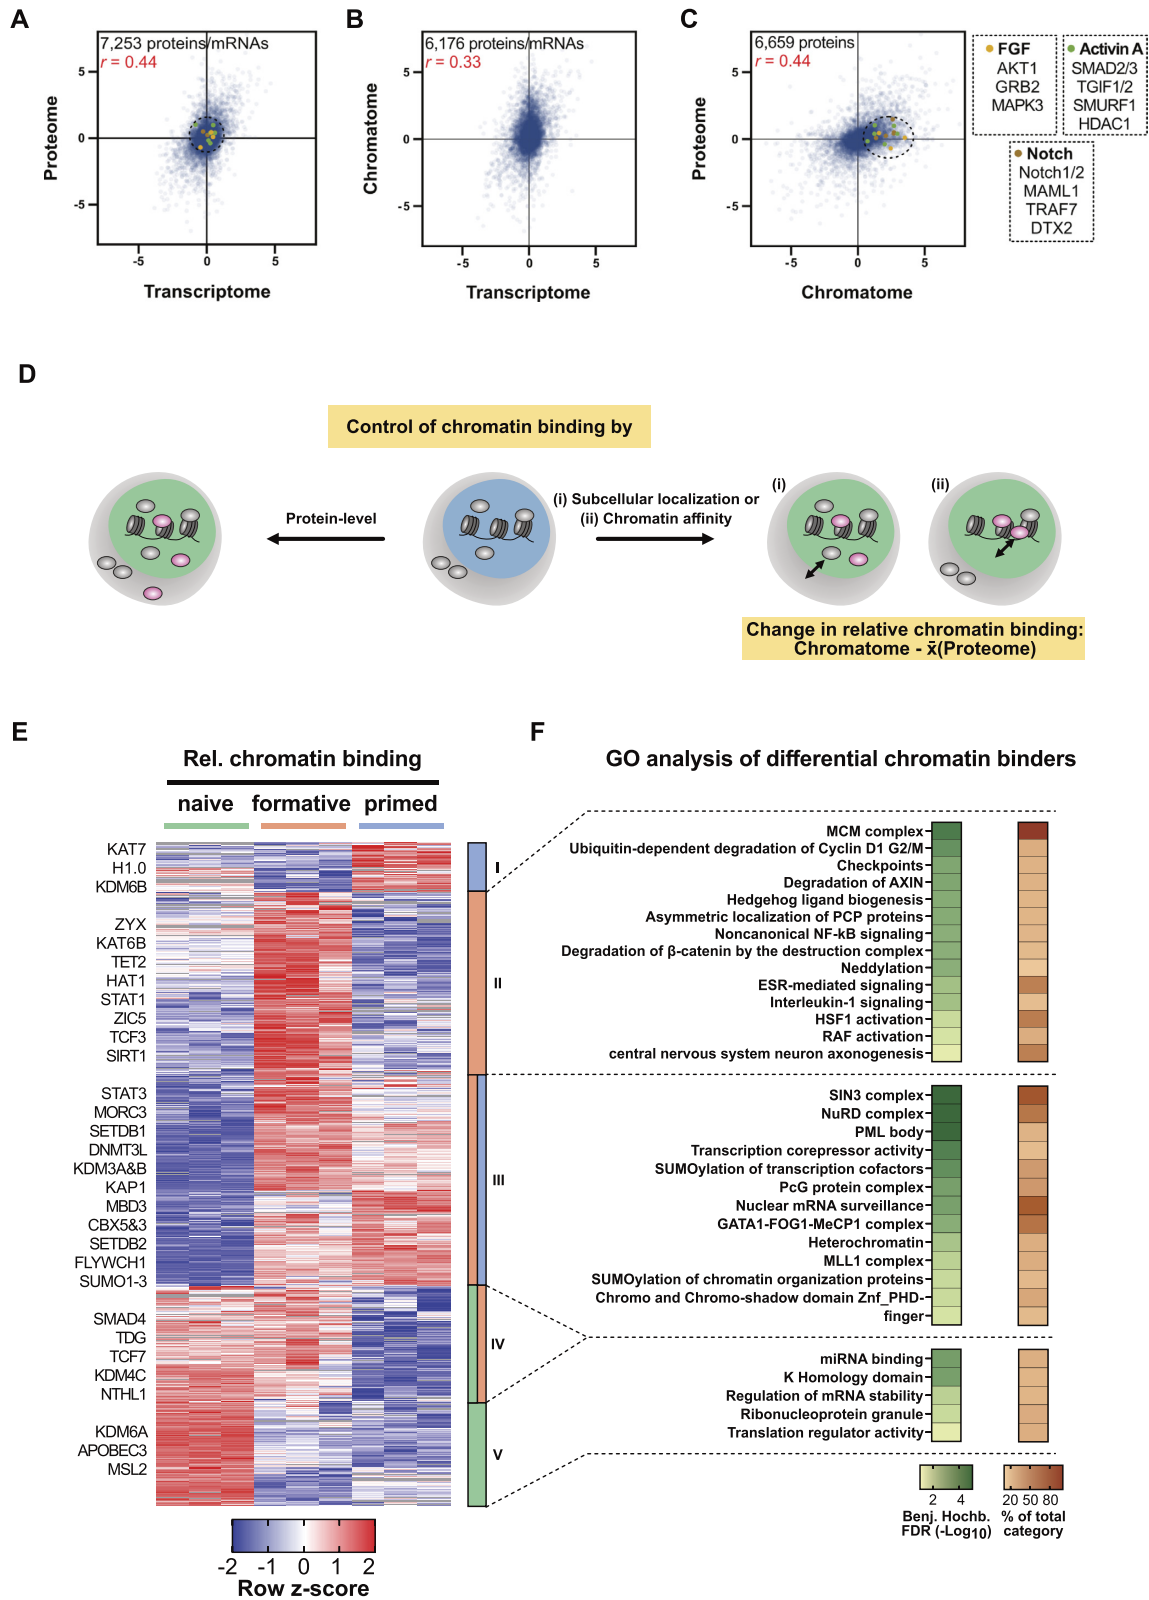 A
7,253 proteins/mRNAs
r = 0.44
5
0
-5
-5
0
5
Proteome
Transcriptome
B
6,176 proteins/mRNAs
r = 0.33
5
0
-5
-5
0
5
Chromatome
Transcriptome
C
6,659 proteins
r = 0.44
5
0
-5
-5
0
5
Proteome
Chromatome
FGF
AKT1
GRB2
MAPK3
Activin A
SMAD2/3
TGIF1/2
SMURF1
HDAC1
Notch
Notch1/2
MAML1
TRAF7
DTX2
D
Control of chromatin binding by
Protein-level
(i) Subcellular localization or
(ii) Chromatin affinity
(i)
(ii)
Change in relative chromatin binding:
Chromatome - x̄(Proteome)
E
Rel. chromatin binding
naive formative primed
KAT7
H1.0
KDM6B
ZYX
KAT6B
TET2
HAT1
STAT1
ZIC5
TCF3
SIRT1
STAT3
MORC3
SETDB1
DNMT3L
KDM3A&B
KAP1
MBD3
CBX5&3
SETDB2
FLYWCH1
SUMO1-3
SMAD4
TDG
TCF7
KDM4C
NTHL1
KDM6A
APOBEC3
MSL2
I
II
III
IV
V
-2 -1 0 1 2
Row z-score
F
GO analysis of differential chromatin binders
MCM complex
Ubiquitin-dependent degradation of Cyclin D1 G2/M
Checkpoints
Degradation of AXIN
Hedgehog ligand biogenesis
Asymmetric localization of PCP proteins
Noncanonical NF-kB signaling
Degradation of β-catenin by the destruction complex
Neddylation
ESR-mediated signaling
Interleukin-1 signaling
HSF1 activation
RAF activation
central nervous system neuron axonogenesis
SIN3 complex
NuRD complex
PML body
Transcription corepressor activity
SUMOylation of transcription cofactors
PcG protein complex
Nuclear mRNA surveillance
GATA1-FOG1-MeCP1 complex
Heterochromatin
MLL1 complex
SUMOylation of chromatin organization proteins
Chromo and Chromo-shadow domain Znf_PHD-
finger
miRNA binding
K Homology domain
Regulation of mRNA stability
Ribonucleoprotein granule
Translation regulator activity
2 4
Benj. Hochb.
FDR (-Log10)
20 50 80
% of total
category